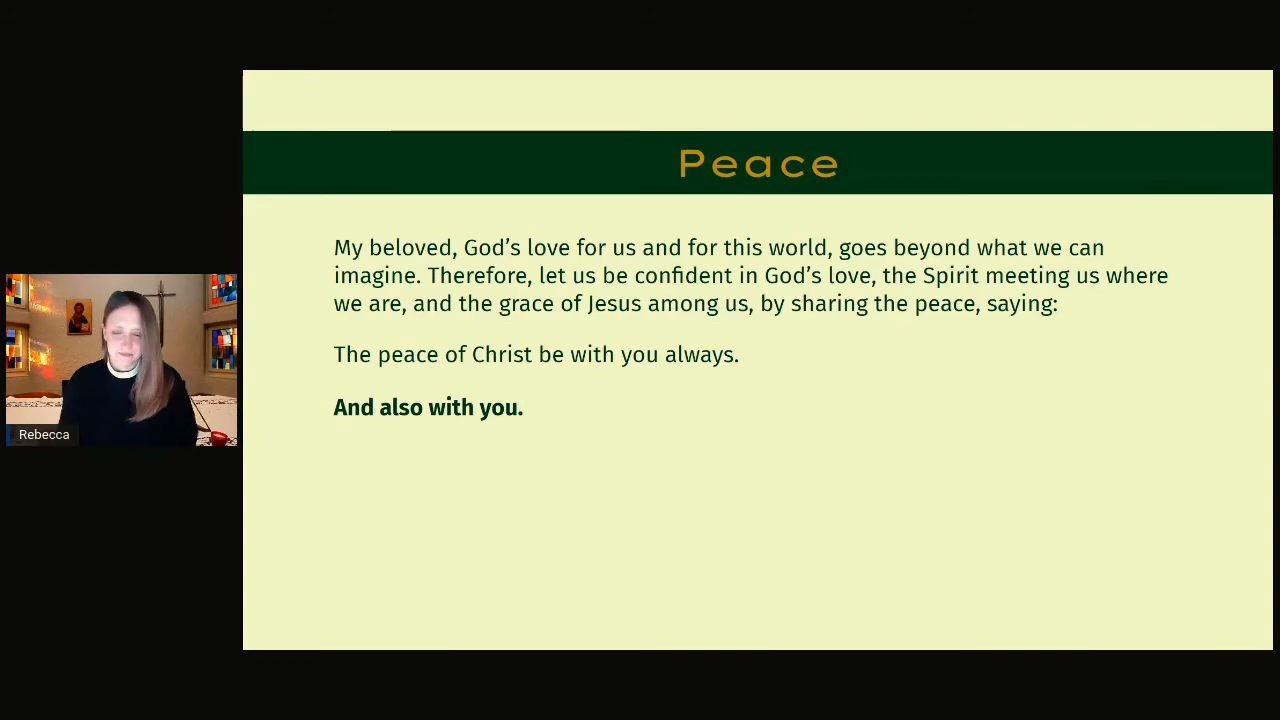 Peace
My beloved, God’s love for us and for this world, goes beyond what we can
imagine. Therefore, let us be confident in God’s love, the Spirit meeting us where
we are, and the grace of Jesus among us, by sharing the peace, saying:
The peace of Christ be with you always.
And also with you.
Rebecca